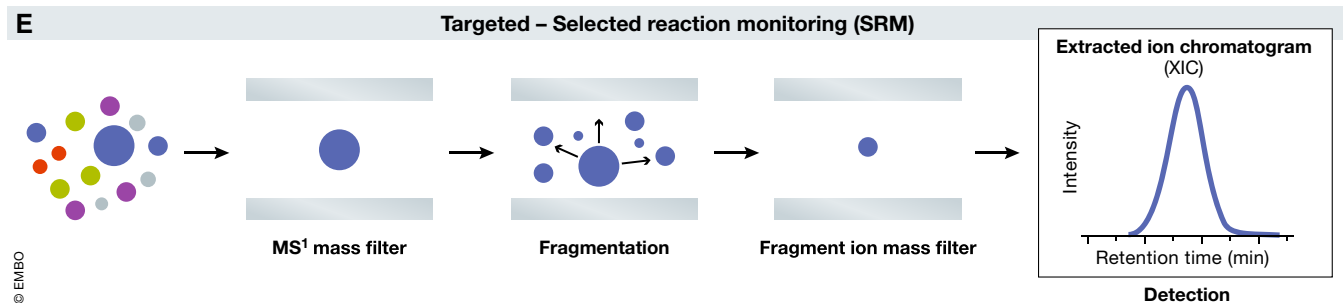 E
Targeted – Selected reaction monitoring (SRM)
Extracted ion chromatogram
(XIC)
Intensity
Retention time (min)
MS¹ mass filter
Fragmentation
Fragment ion mass filter
Detection
© EMBO